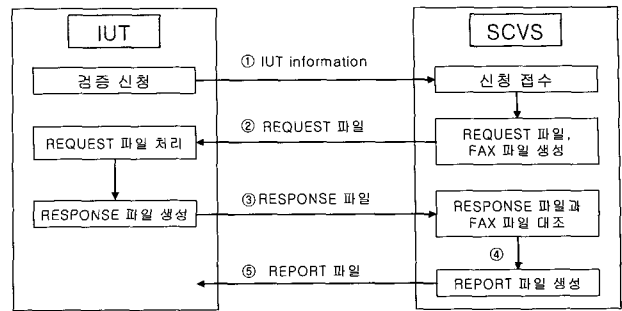 IUT
SCVS
① IUT information
검증 신청
신청 접수
② REQUEST 파일
REQUEST 파일 처리
REQUEST 파일,
FAX 파일 생성
③RESPONSE 파일
RESPONSE 파일 생성
RESPONSE 파일과
FAX 파일 대조
④
⑤ REPORT 파일
REPORT 파일 생성